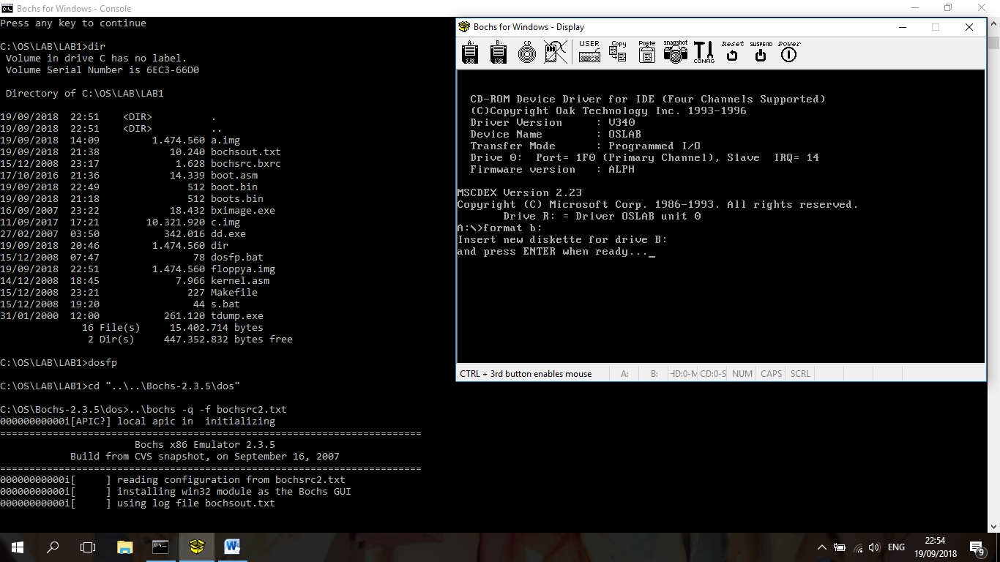 Bochs for Windows - Console
Press any key to continue
C:\OS\LAB\LAB1>dir
Volume in drive C has no label.
Volume Serial Number is 6EC3-66D0
Directory of C:\OS\LAB\LAB1
19/09/2018  22:51    <DIR>          .
19/09/2018  22:51    <DIR>          ..
19/09/2018  14:09         1.474.560 a.img
19/09/2018  21:38            10.240 bochsout.txt
15/12/2008  23:17             1.628 bochsrc.bxrc
17/10/2016  21:36            14.339 boot.asm
19/09/2018  22:49               512 boot.bin
19/09/2018  21:18               512 boots.bin
16/09/2007  23:22            18.432 bximage.exe
11/09/2017  17:21        10.321.920 c.img
27/02/2007  03:50           342.016 dd.exe
19/09/2018  20:46         1.474.560 dir
15/12/2008  07:47                78 dosfp.bat
19/09/2018  22:51         1.474.560 floppya.img
14/12/2008  18:45             7.966 kernel.asm
15/12/2008  23:21               227 Makefile
15/12/2008  19:20                44 s.bat
31/01/2000  12:00           261.120 tdump.exe
16 File(s)     15.402.714 bytes
2 Dir(s)     447.352.832 bytes free
C:\OS\LAB\LAB1>dosfp
C:\OS\LAB\LAB1>cd "..\..\Bochs-2.3.5\dos"
C:\OS\Bochs-2.3.5\dos>..\bochs -q -f bochsrc2.txt
00000000000i[APIC?] local apic in  initializing
========================================================================
Bochs x86 Emulator 2.3.5
Build from CVS snapshot, on September 16, 2007
========================================================================
00000000000i[     ] reading configuration from bochsrc2.txt
00000000000i[     ] installing win32 module as the Bochs GUI
00000000000i[     ] using log file bochsout.txt
Bochs for Windows - Display
A: B: CD USER Copy Paste snapshot CONFIG Reset SUSPEND Power
CD-ROM Device Driver for IDE (Four Channels Supported)
(C)Copyright Oak Technology Inc. 1993-1996
Driver Version     : V340
Device Name        : OSLAB
Transfer Mode      : Programmed I/O
Drive 0:  Port= 1F0 (Primary Channel), Slave  IRQ= 14
Firmware version   : ALPH
MSCDEX Version 2.23
Copyright (C) Microsoft Corp. 1986-1993. All rights reserved.
Drive R: = Driver OSLAB unit 0
A:\>format b:
Insert new diskette for drive B:
and press ENTER when ready..._
CTRL + 3rd button enables mouse A: B: HD:0-M CD:0-S NUM CAPS SCRL
ENG
22:54
19/09/2018
9